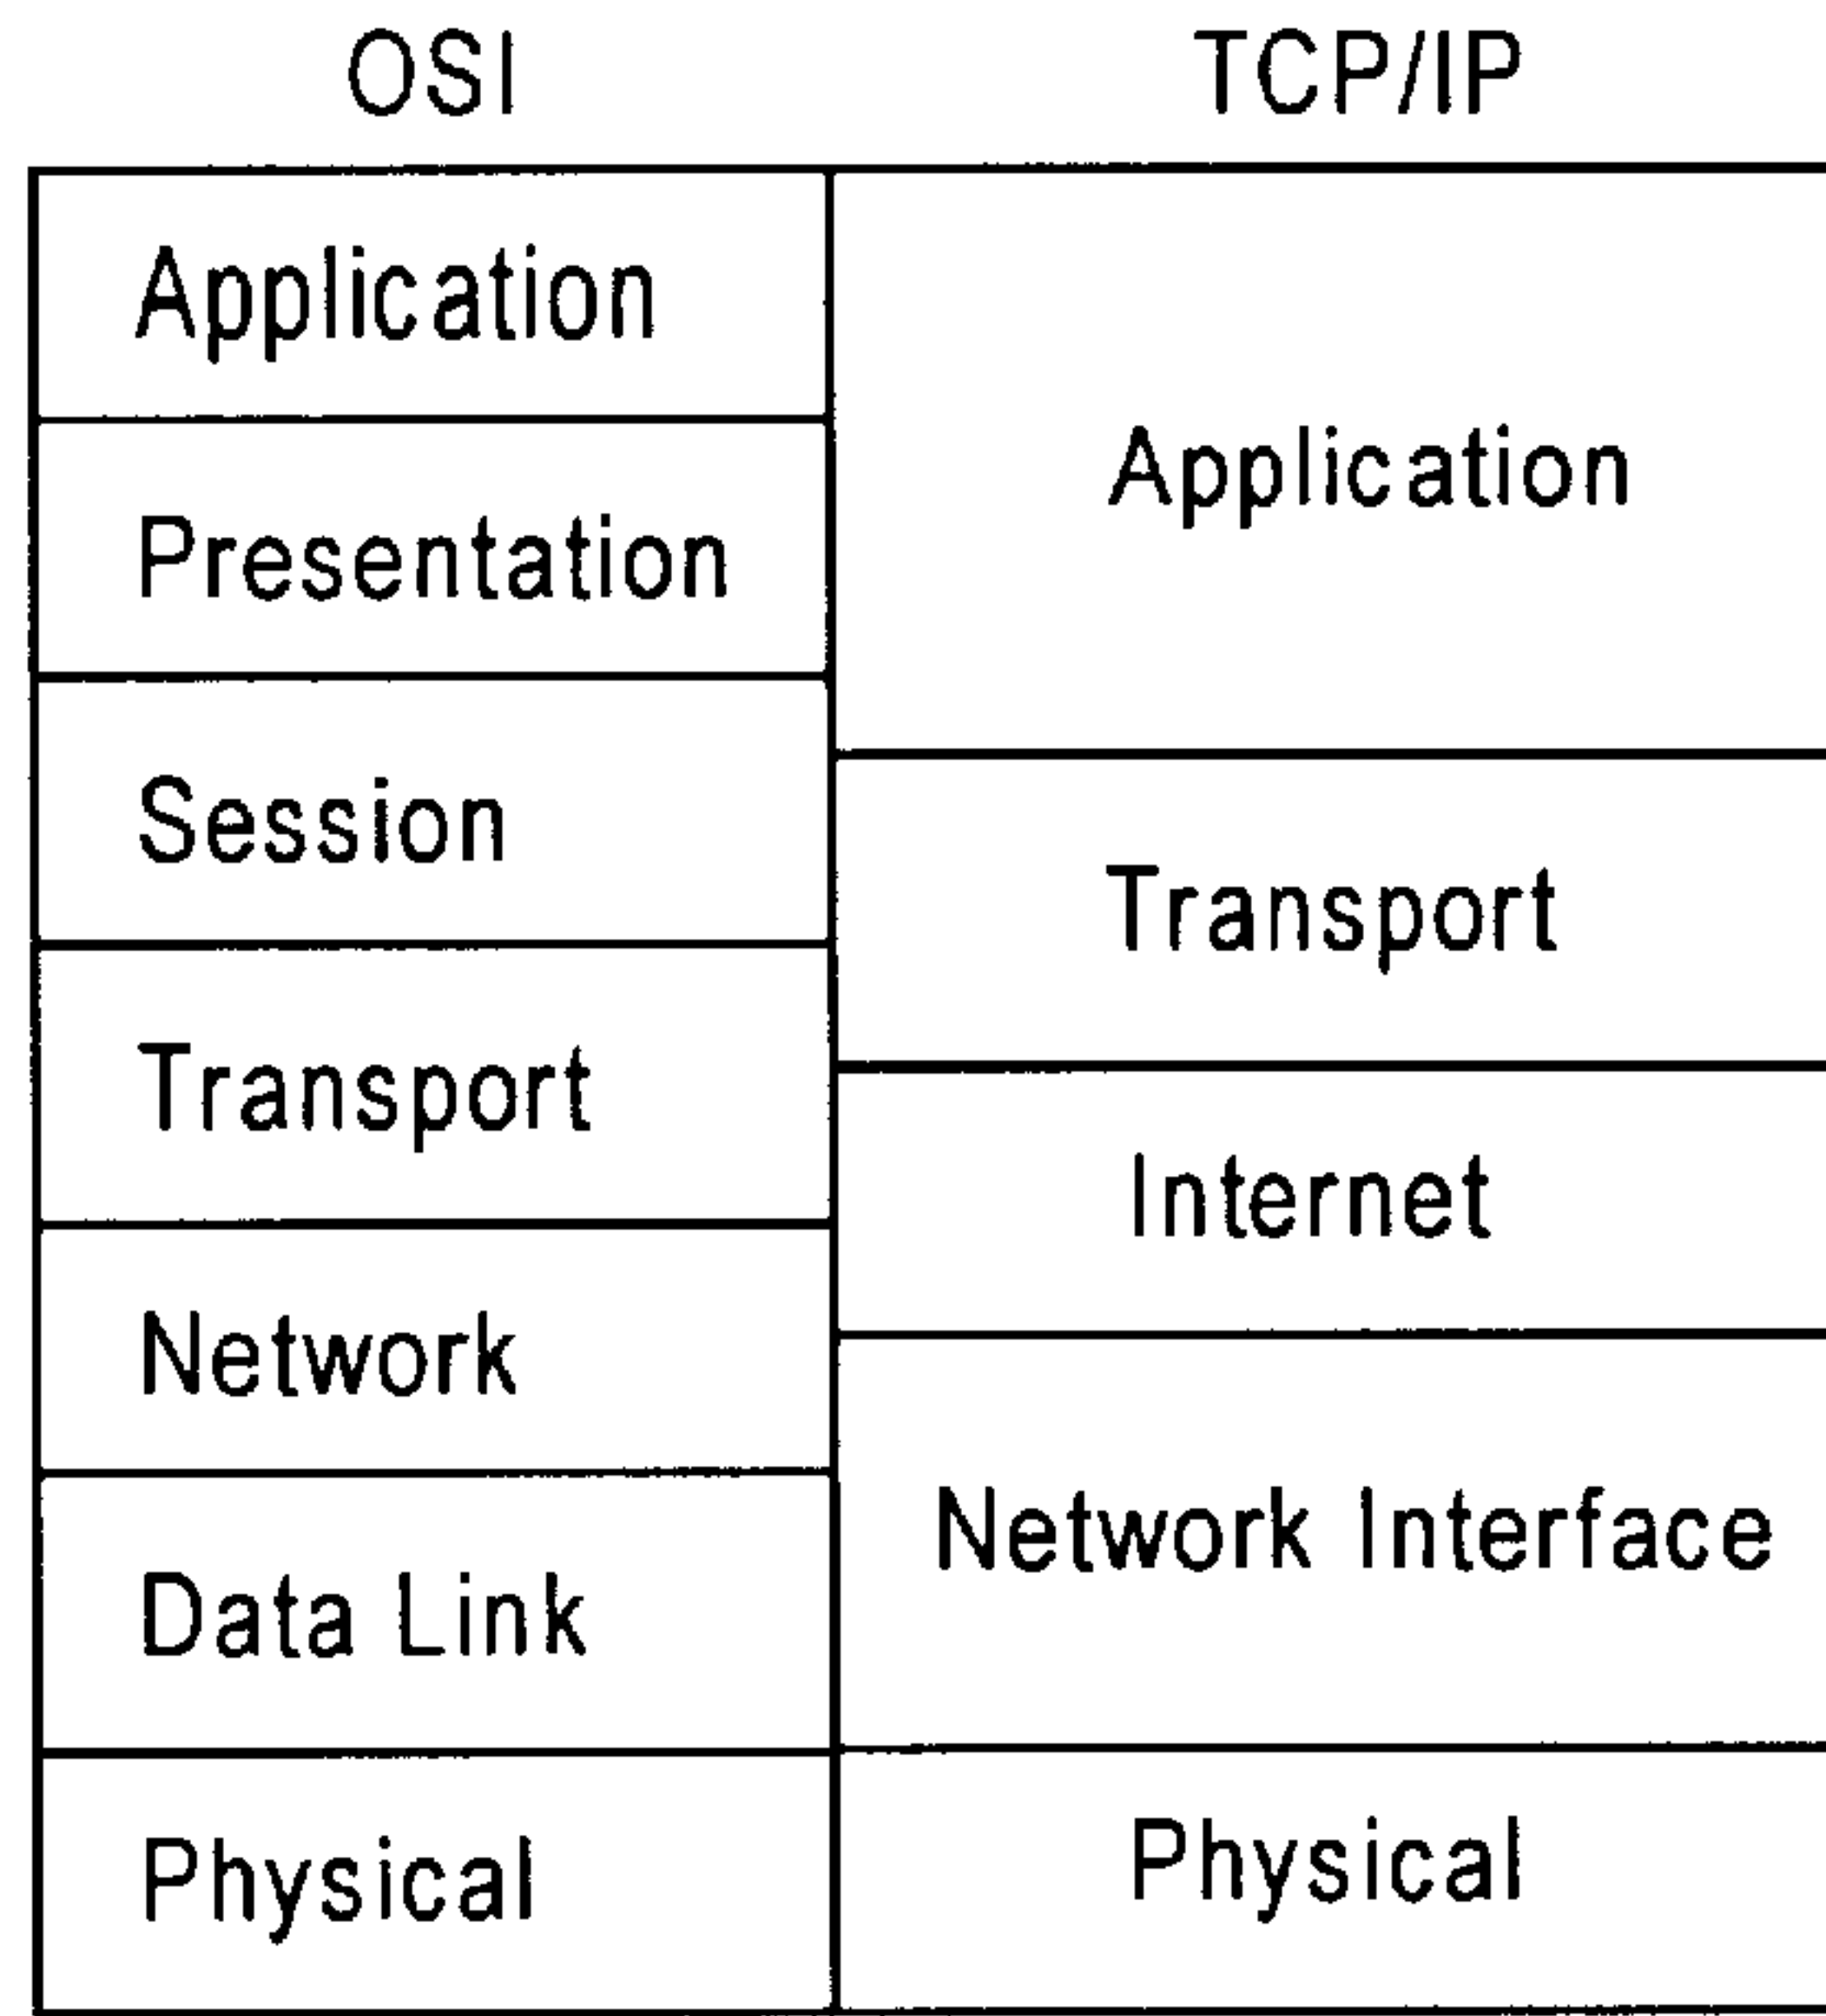 OSI
TCP/IP
Application
Presentation
Session
Transport
Network
Data Link
Physical
Application
Transport
Internet
Network Interface
Physical